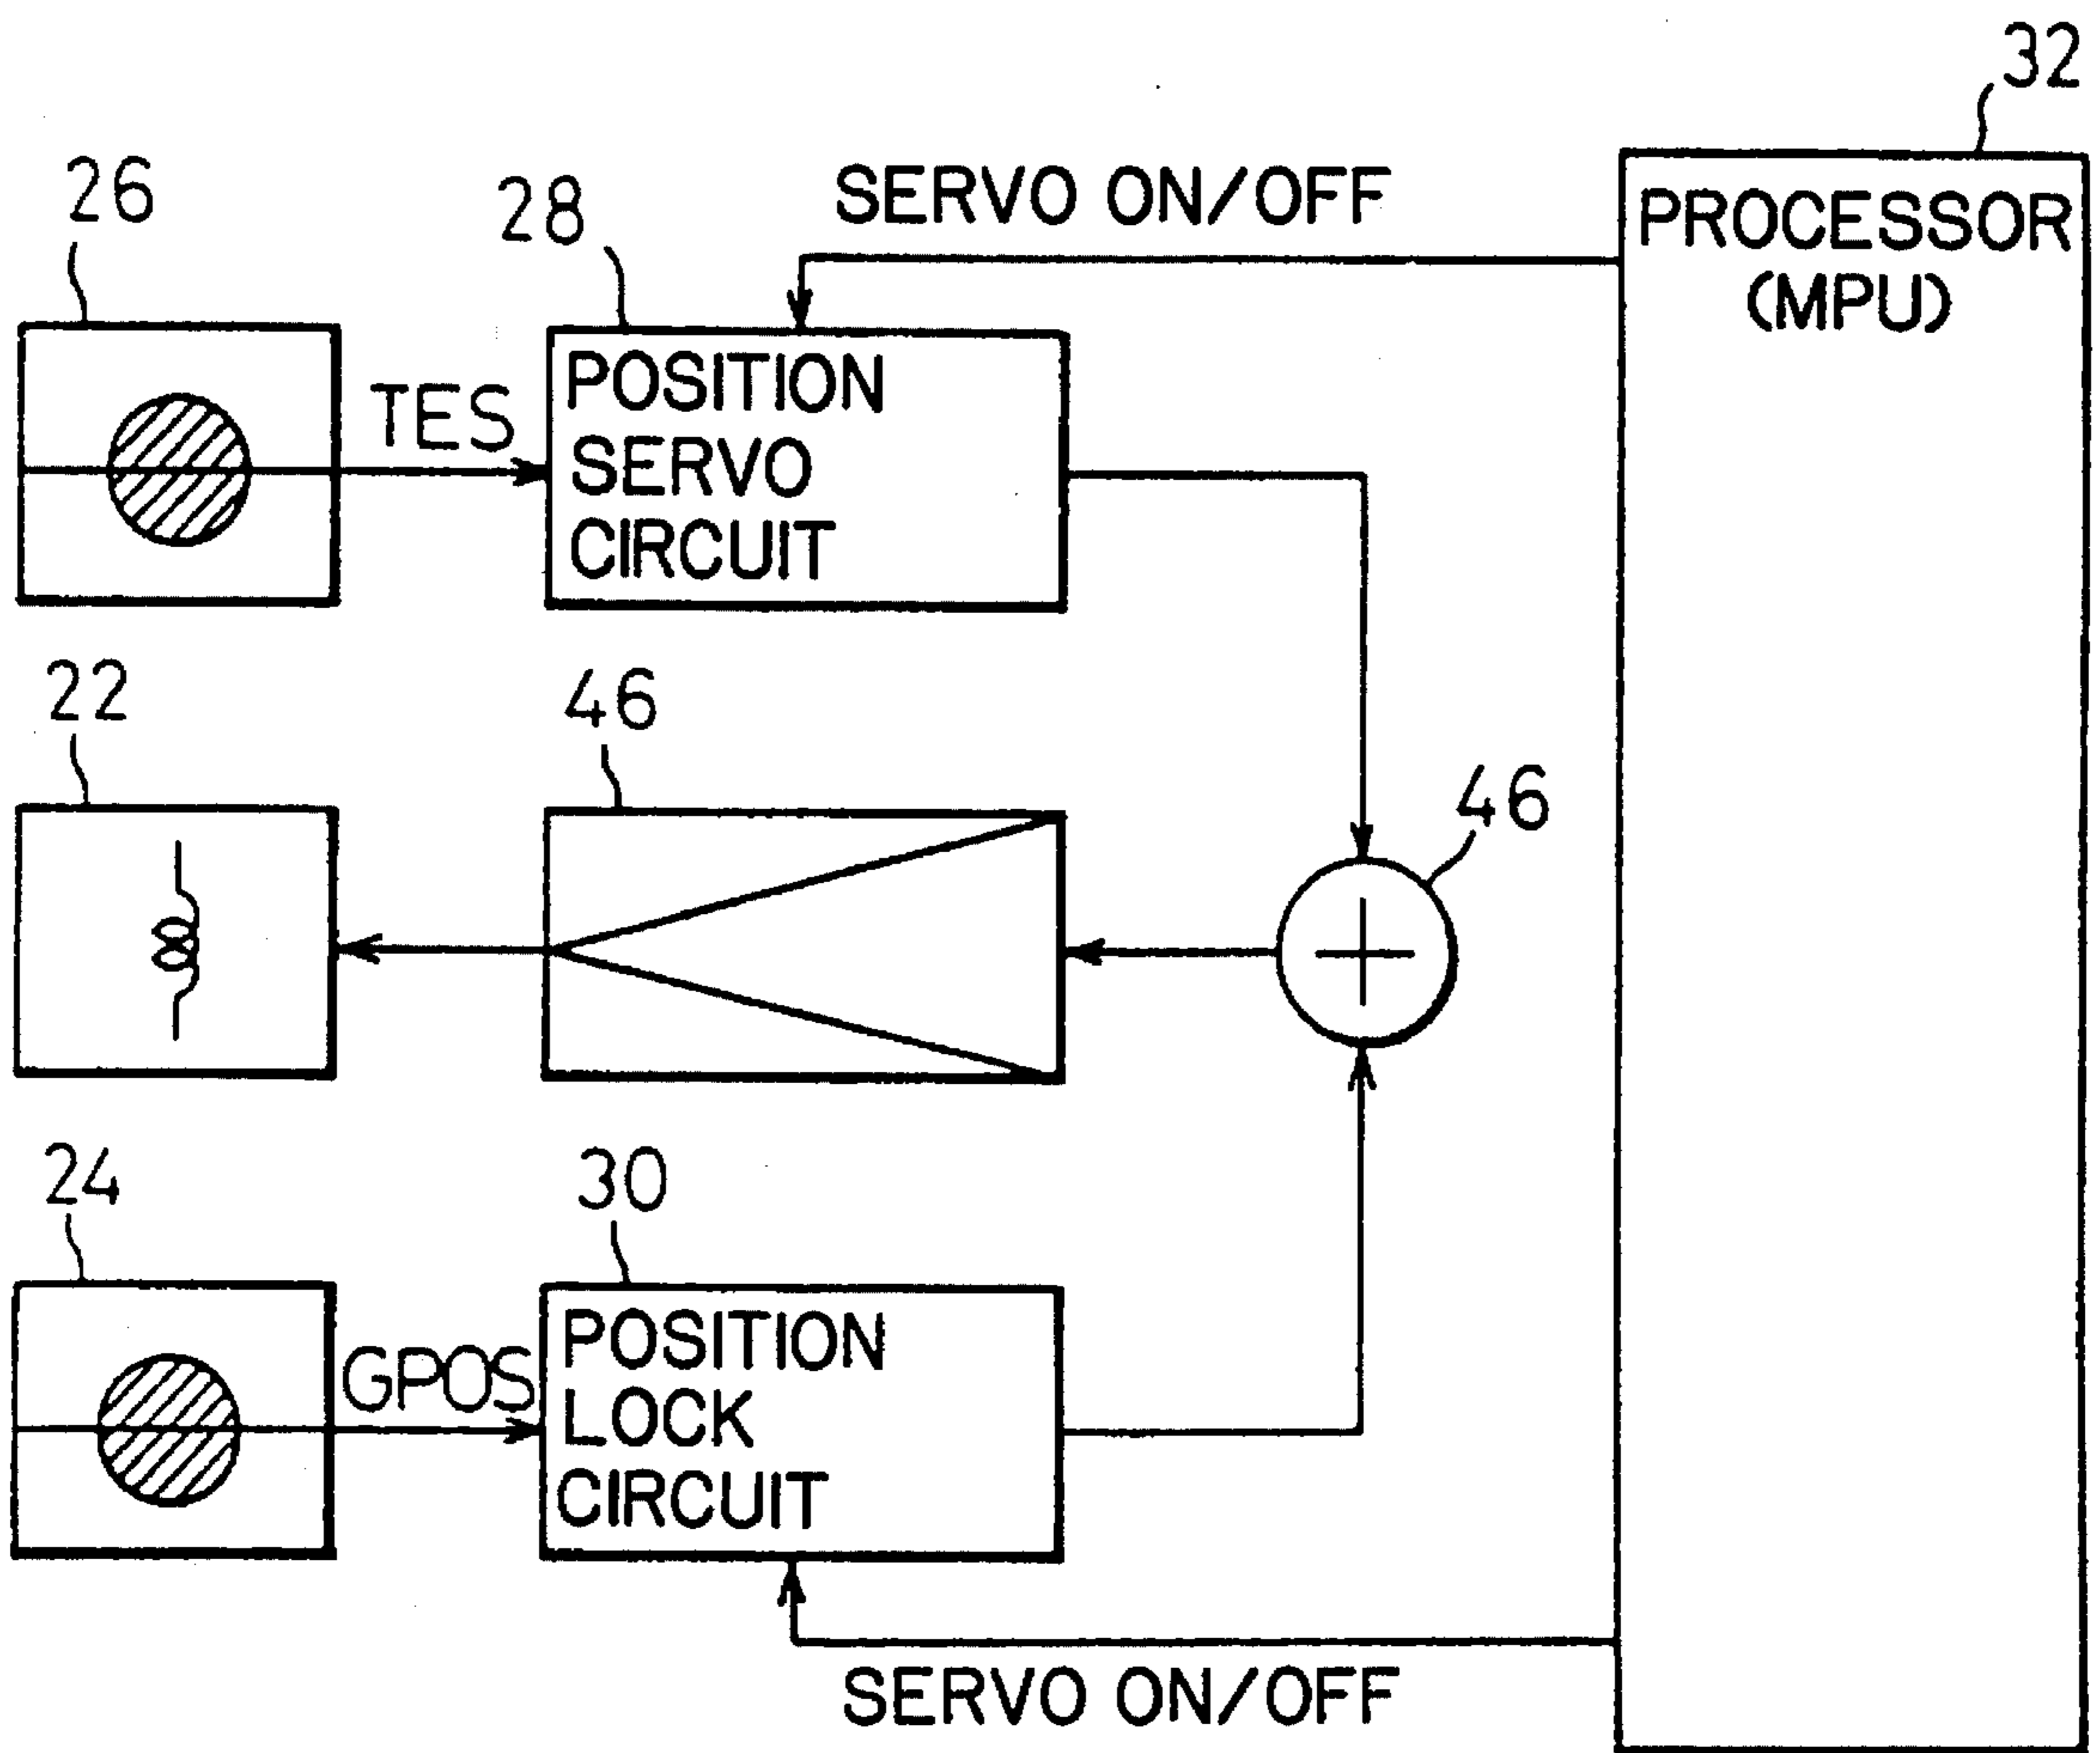 32
26
28
SERVO ON/OFF
PROCESSOR
(MPU)
TES
POSITION
SERVO
CIRCUIT
22
46
46
24
30
GPOS
POSITION
LOCK
CIRCUIT
SERVO ON/OFF